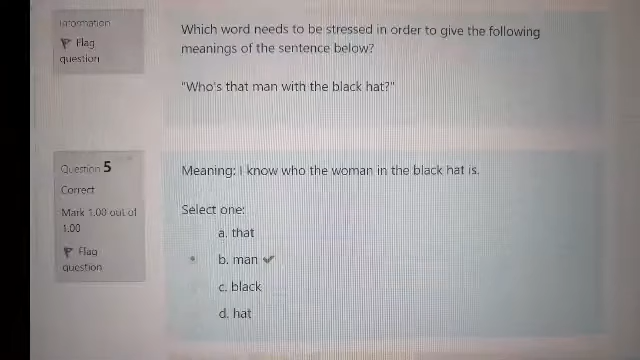 Information
Flag
question
Which word needs to be stressed in order to give the following
meanings of the sentence below?
"Who's that man with the black hat?"
Question 5
Correct
Mark 1.00 out of
1.00
Flag
question
Meaning: I know who the woman in the black hat is.
Select one:
a. that
b. man
c. black
d. hat